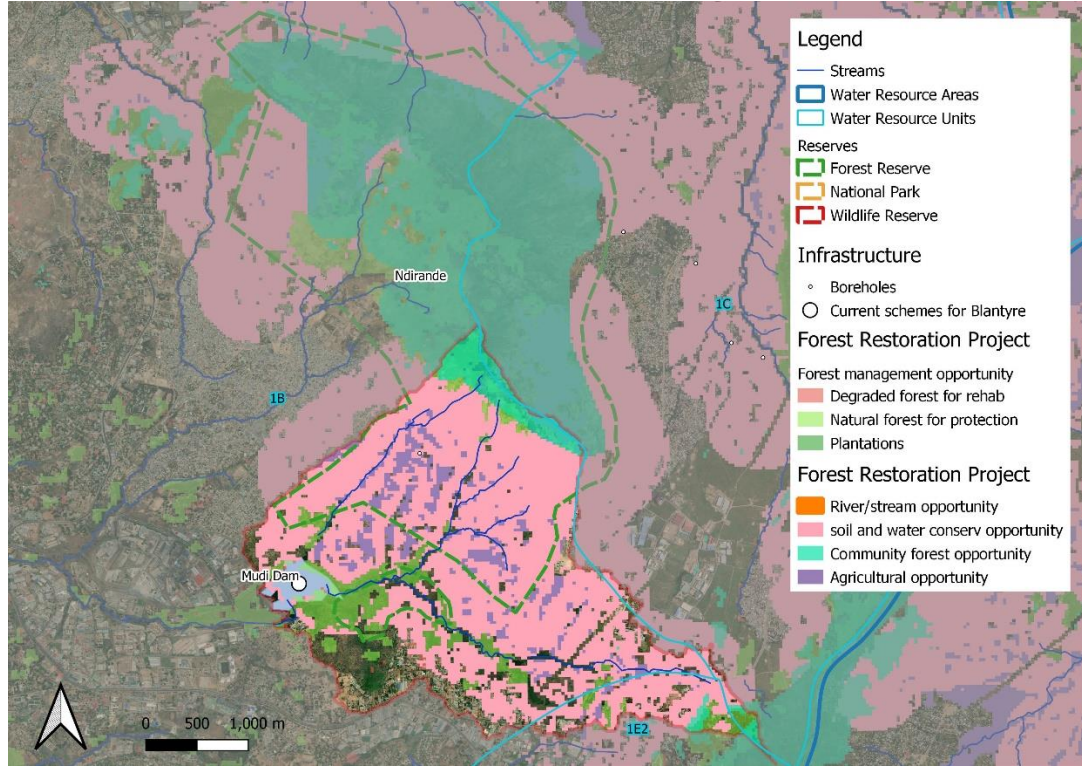 Legend
Streams
Water Resource Areas
Water Resource Units
Reserves
Forest Reserve
National Park
Wildlife Reserve
Infrastructure
Boreholes
Current schemes for Blantyre
Forest Restoration Project
Forest management opportunity
Degraded forest for rehab
Natural forest for protection
Plantations
Forest Restoration Project
River/stream opportunity
soil and water conserv opportunity
Community forest opportunity
Agricultural opportunity
Ndirande
1C
1B
Mudi Dam
0 500 1,000 m
1E2